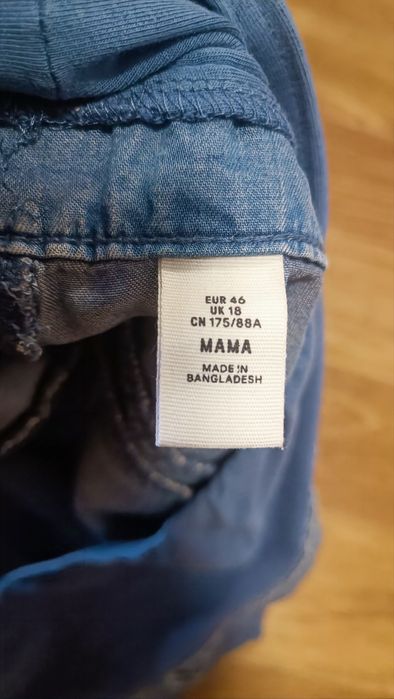 EUR 46
UK 18
CN 175/88A
MAMA
MADE IN
BANGLADESH